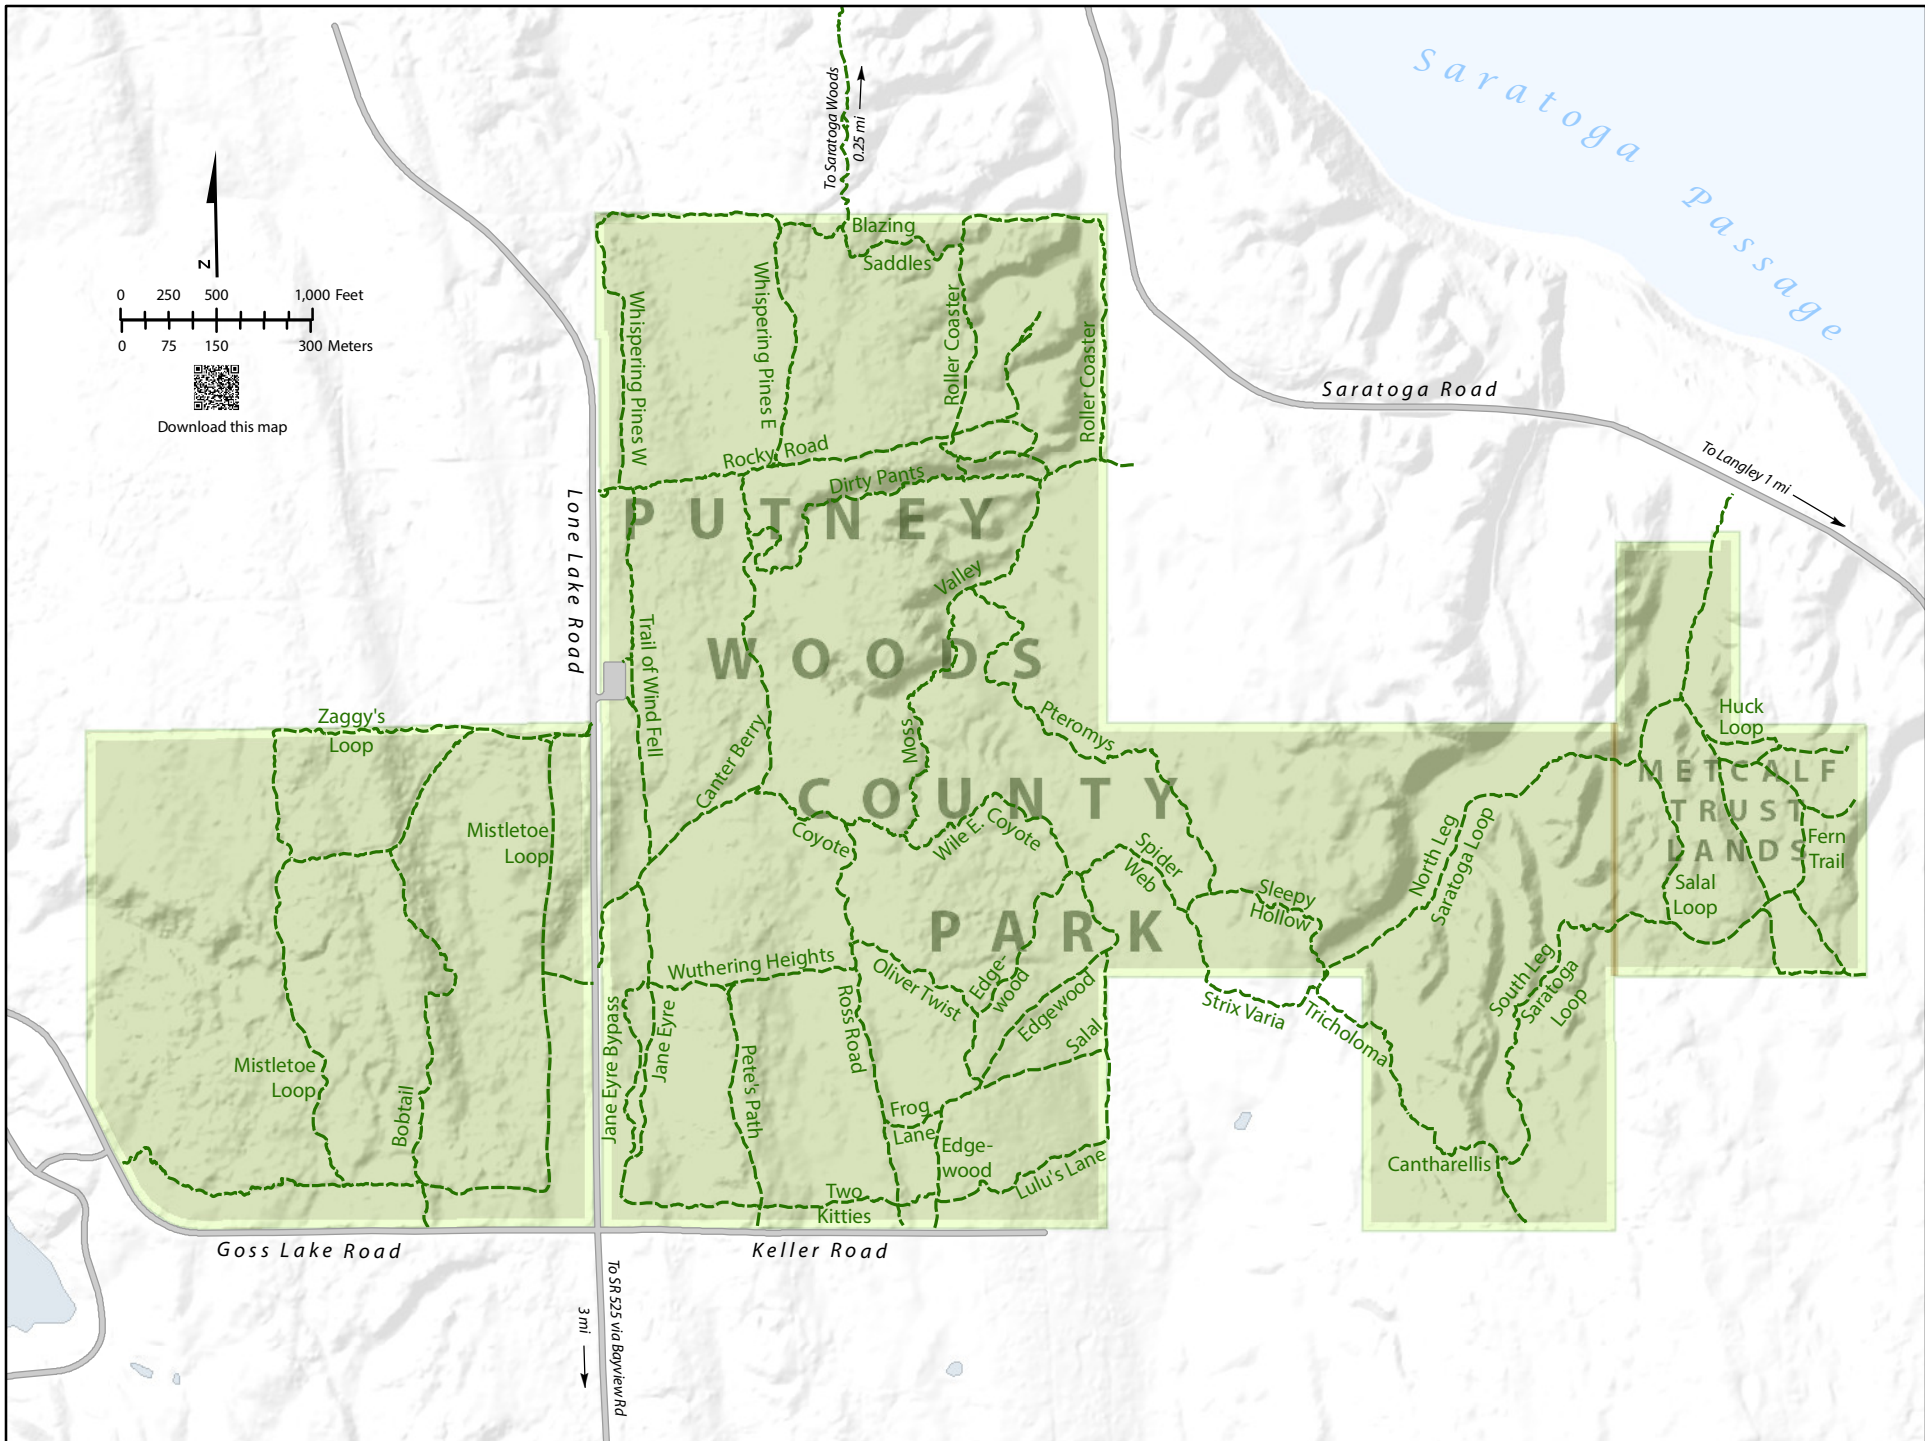 Saratoga
Passage
To Saratoga Woods
0.25 mi
N
0 250 500 1,000 Feet
0 75 150 300 Meters
Download this map
Blazing
Saddles
Whispering Pines W
Whispering Pines E
Roller Coaster
Roller Coaster
Saratoga Road
To Langley 1 mi
Rocky Road
Dirty Pants
Lone Lake Road
PUTNEY
WOODS
COUNTY
PARK
Valley
Trail of Wind Fell
Canter Berry
Moss
Pteromys
Zaggy's
Loop
Mistletoe
Loop
Coyote
Wile E. Coyote
Spider
Web
Sleepy
Hollow
North Leg
Saratoga Loop
Huck
Loop
METCALF
TRUST
LANDS
Fern
Trail
Salal
Loop
Wuthering Heights
Oliver Twist
Edge-
wood
Edgewood
Salal
Strix Varia
Tricholoma
South Leg
Saratoga
Loop
Jane Eyre Bypass
Jane Eyre
Pete's Path
Ross Road
Mistletoe
Loop
Bobtail
Frog
Lane
Edge-
wood
Lulu's Lane
Two
Kitties
Cantharellis
Goss Lake Road
Keller Road
To SR 525 via Bayview Rd
3 mi